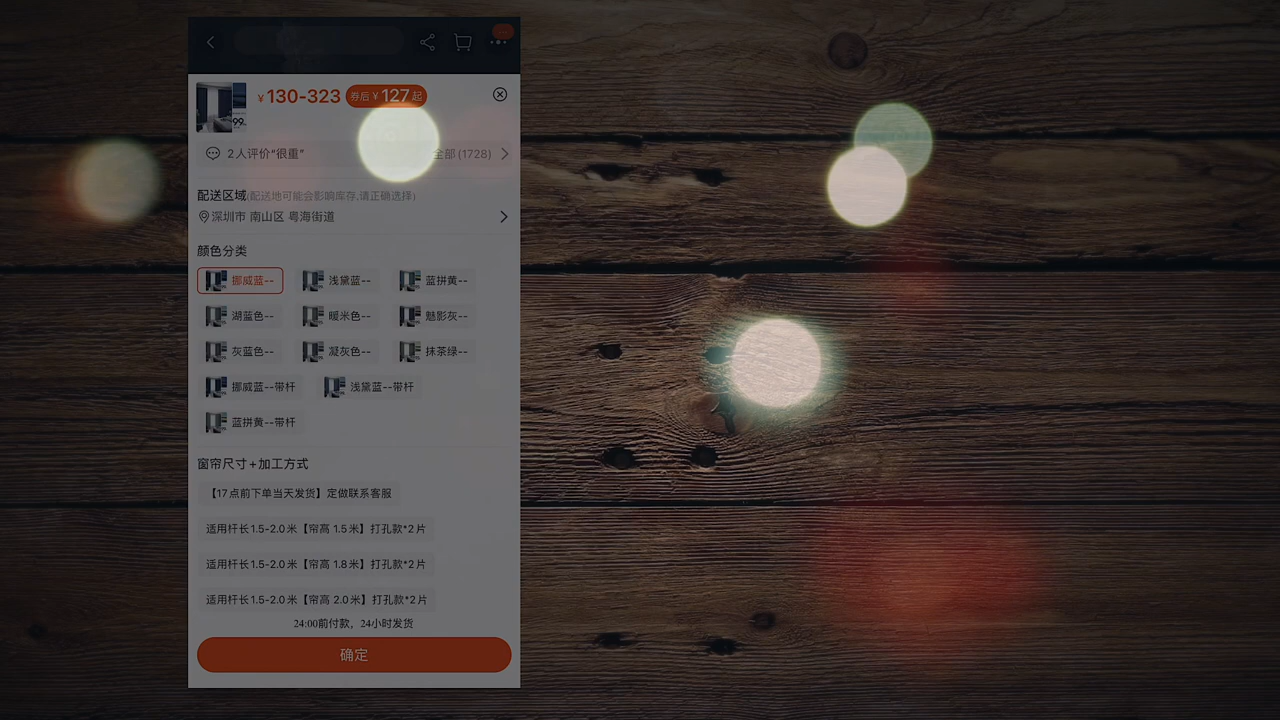 ¥130-323 券后¥127起
99
2人评价“很重”
全部(1728)
配送区域(配送地可能会影响库存,请正确选择)
深圳市 南山区 粤海街道
颜色分类
挪威蓝-- 浅黛蓝-- 蓝拼黄--
湖蓝色-- 暖米色-- 魅影灰--
灰蓝色-- 凝灰色-- 抹茶绿--
挪威蓝--带杆 浅黛蓝--带杆
蓝拼黄--带杆
窗帘尺寸+加工方式
【17点前下单当天发货】定做联系客服
适用杆长1.5-2.0米【帘高 1.5米】打孔款*2片
适用杆长1.5-2.0米【帘高 1.8米】打孔款*2片
适用杆长1.5-2.0米【帘高 2.0米】打孔款*2片
24:00前付款，24小时发货
确定